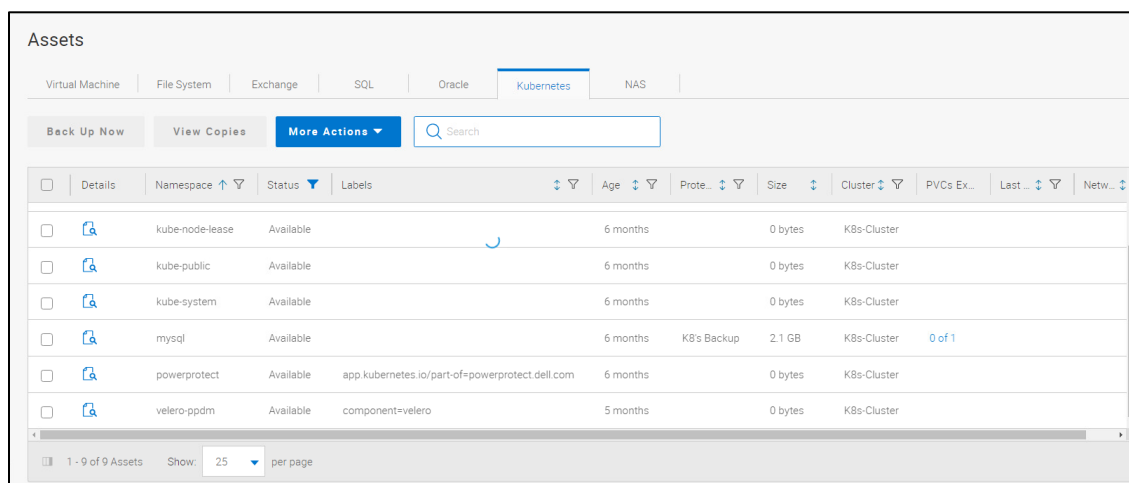 Assets
Virtual Machine File System Exchange SQL Oracle Kubernetes NAS
Back Up Now View Copies More Actions Search
Details Namespace Status Labels Age Prote... Size Cluster PVCs Ex... Last ... Netw...
kube-node-lease Available 6 months 0 bytes K8s-Cluster
kube-public Available 6 months 0 bytes K8s-Cluster
kube-system Available 6 months 0 bytes K8s-Cluster
mysql Available 6 months K8's Backup 2.1 GB K8s-Cluster 0 of 1
powerprotect Available app.kubernetes.io/part-of=powerprotect.dell.com 6 months 0 bytes K8s-Cluster
velero-ppdm Available component=velero 5 months 0 bytes K8s-Cluster
1 - 9 of 9 Assets Show: 25 per page